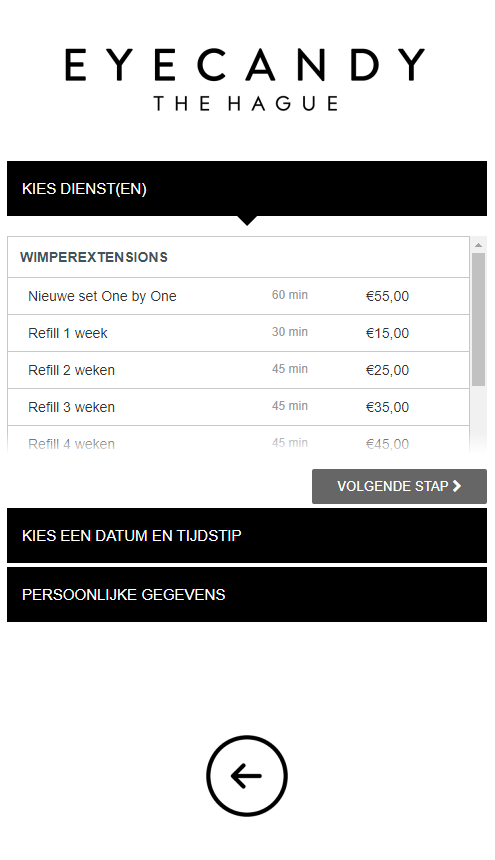 EYECANDY
THE HAGUE
KIES DIENST(EN)
WIMPEREXTENSIONS
Nieuwe set One by One 60 min €55,00
Refill 1 week 30 min €15,00
Refill 2 weken 45 min €25,00
Refill 3 weken 45 min €35,00
Refill 4 weken 45 min €45,00
VOLGENDE STAP
KIES EEN DATUM EN TIJDSTIP
PERSOONLIJKE GEGEVENS